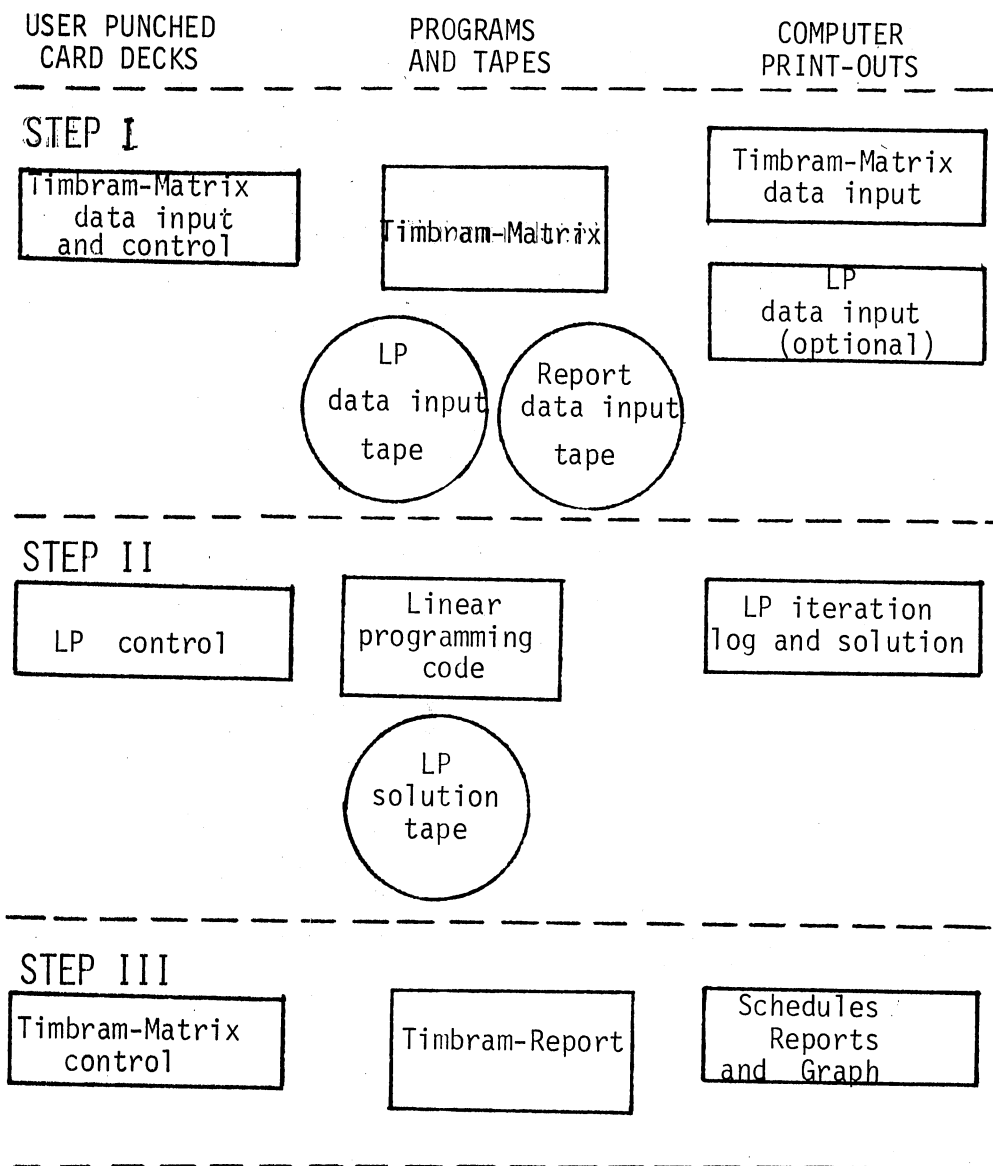 USER PUNCHED
CARD DECKS
PROGRAMS
AND TAPES
COMPUTER
PRINT-OUTS
STEP I
Timbram-Matrix
data input
and control
Timbram-Matrix
Timbram-Matrix
data input
LP
data input
(optional)
LP
data input
tape
Report
data input
tape
STEP II
LP control
Linear
programming
code
LP iteration
log and solution
LP
solution
tape
STEP III
Timbram-Matrix
control
Timbram-Report
Schedules
Reports
and Graph